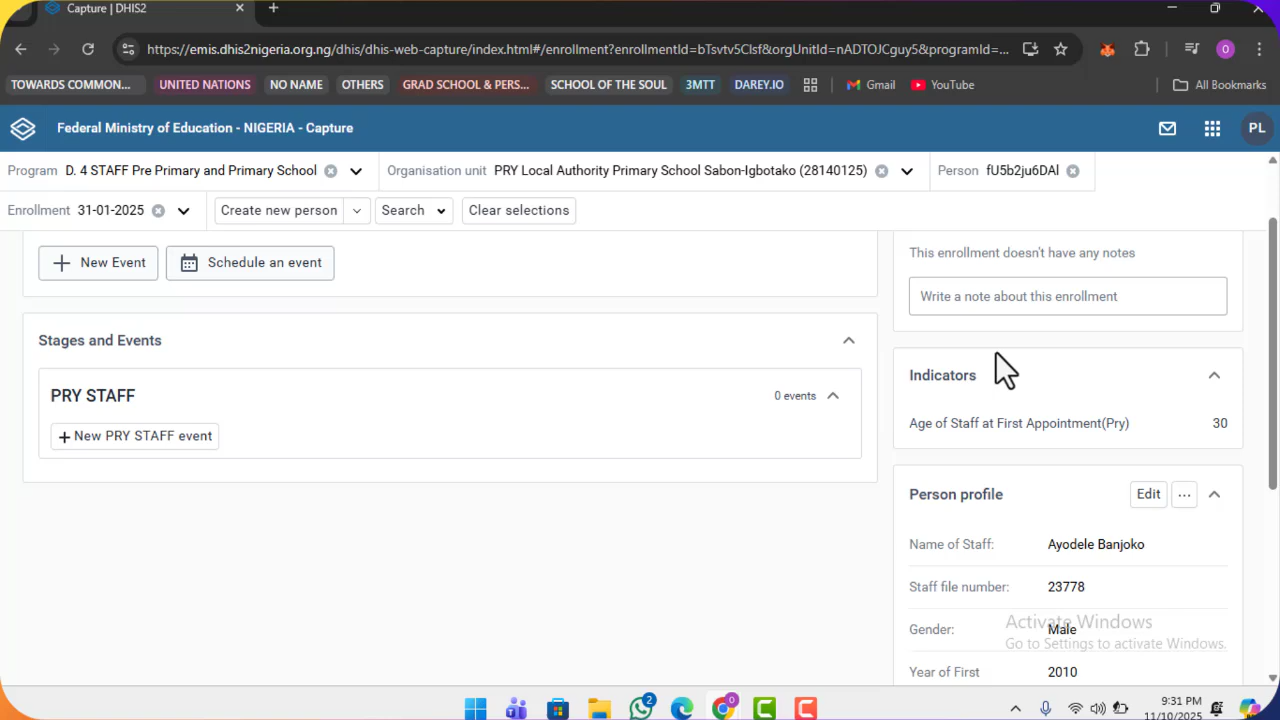 Capture | DHIS2
https://emis.dhis2nigeria.org.ng/dhis/dhis-web-capture/index.html#/enrollment?enrollmentId=bTsvtv5Clsf&orgUnitId=nADTOJCguy5&programId=...
O
TOWARDS COMMON... UNITED NATIONS NO NAME OTHERS GRAD SCHOOL & PERS... SCHOOL OF THE SOUL 3MTT DAREY.IO Gmail YouTube All Bookmarks
Federal Ministry of Education - NIGERIA - Capture
PL
Program D. 4 STAFF Pre Primary and Primary School Organisation unit PRY Local Authority Primary School Sabon-Igbotako (28140125) Person fU5b2ju6DAl
Enrollment 31-01-2025 Create new person Search Clear selections
New Event Schedule an event
This enrollment doesn't have any notes
Write a note about this enrollment
Stages and Events
PRY STAFF 0 events
New PRY STAFF event
Indicators
Age of Staff at First Appointment(Pry) 30
Person profile Edit ...
Name of Staff: Ayodele Banjoko
Staff file number: 23778
Gender: Male
Year of First 2010
Activate Windows
Go to Settings to activate Windows.
2
O
9:31 PM
11/10/2025